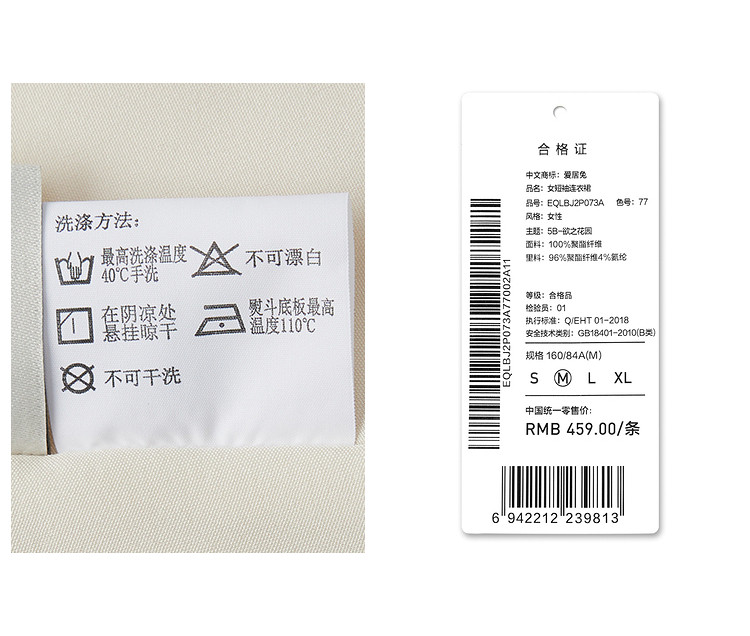 洗涤方法：
最高洗涤温度
40℃手洗
不可漂白
在阴凉处
悬挂晾干
熨斗底板最高
温度110℃
不可干洗
合格证
中文商标：爱居兔
品名：女短袖连衣裙
品号：EQLBJ2P073A 色号：77
风格：女性
主题：5B-欲之花园
面料：100%聚酯纤维
里料：96%聚酯纤维4%氨纶
等级：合格品
检验员：01
执行标准：Q/EHT 01-2018
安全技术类别：GB18401-2010(B类)
规格 160/84A(M)
S M L XL
中国统一零售价：
RMB 459.00/条
EQLBJ2P073A77002A11
6 942212 239813